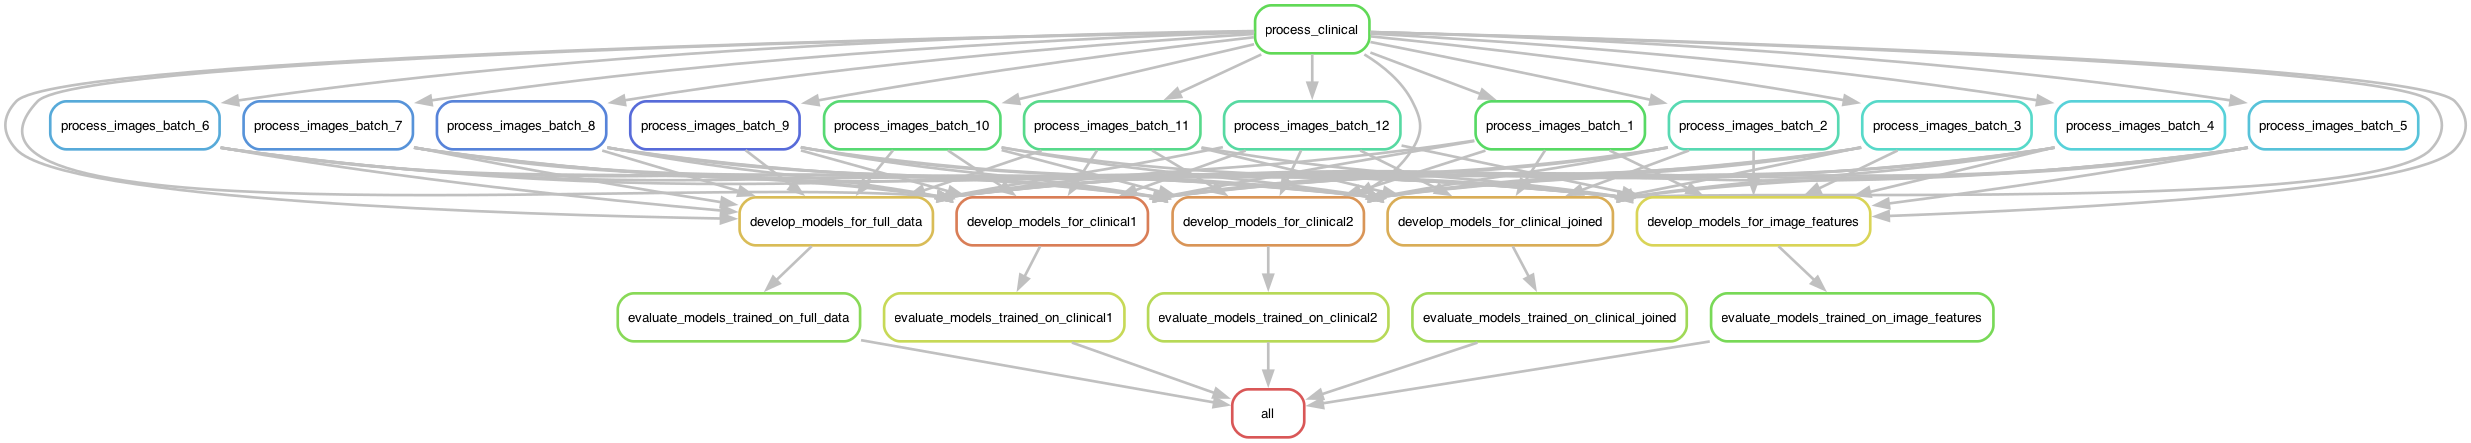 process_clinical
process_images_batch_6
process_images_batch_7
process_images_batch_8
process_images_batch_9
process_images_batch_10
process_images_batch_11
process_images_batch_12
process_images_batch_1
process_images_batch_2
process_images_batch_3
process_images_batch_4
process_images_batch_5
develop_models_for_full_data
develop_models_for_clinical1
develop_models_for_clinical2
develop_models_for_clinical_joined
develop_models_for_image_features
evaluate_models_trained_on_full_data
evaluate_models_trained_on_clinical1
evaluate_models_trained_on_clinical2
evaluate_models_trained_on_clinical_joined
evaluate_models_trained_on_image_features
all